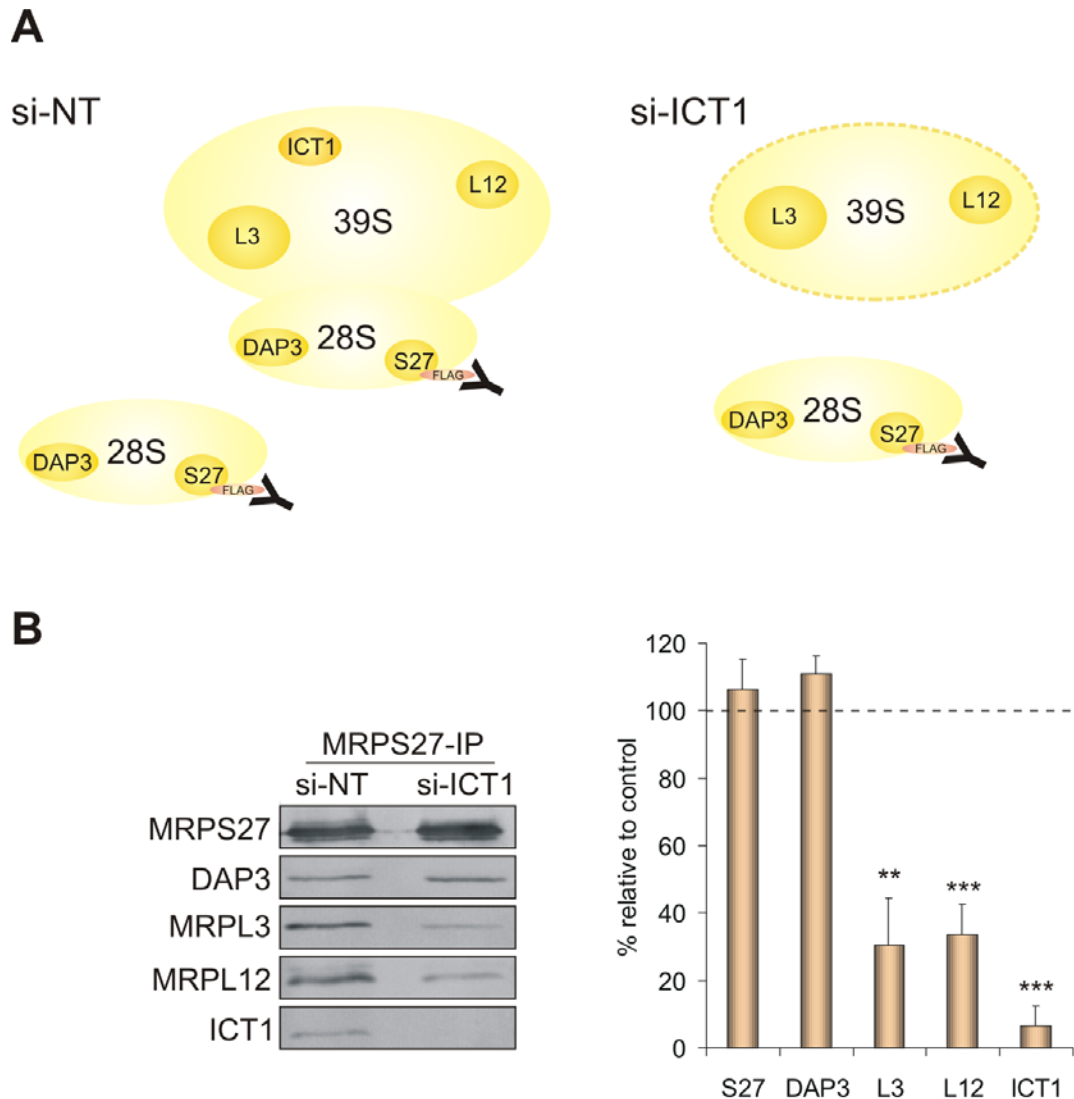 A
si-NT
si-ICT1
ICT1
L12
L3
39S
DAP3
28S
S27
FLAG
DAP3
28S
S27
FLAG
L3
39S
L12
DAP3
28S
S27
FLAG
B
MRPS27-IP
si-NT
si-ICT1
MRPS27
DAP3
MRPL3
MRPL12
ICT1
% relative to control
120
100
80
60
40
20
0
**
***
***
S27
DAP3
L3
L12
ICT1